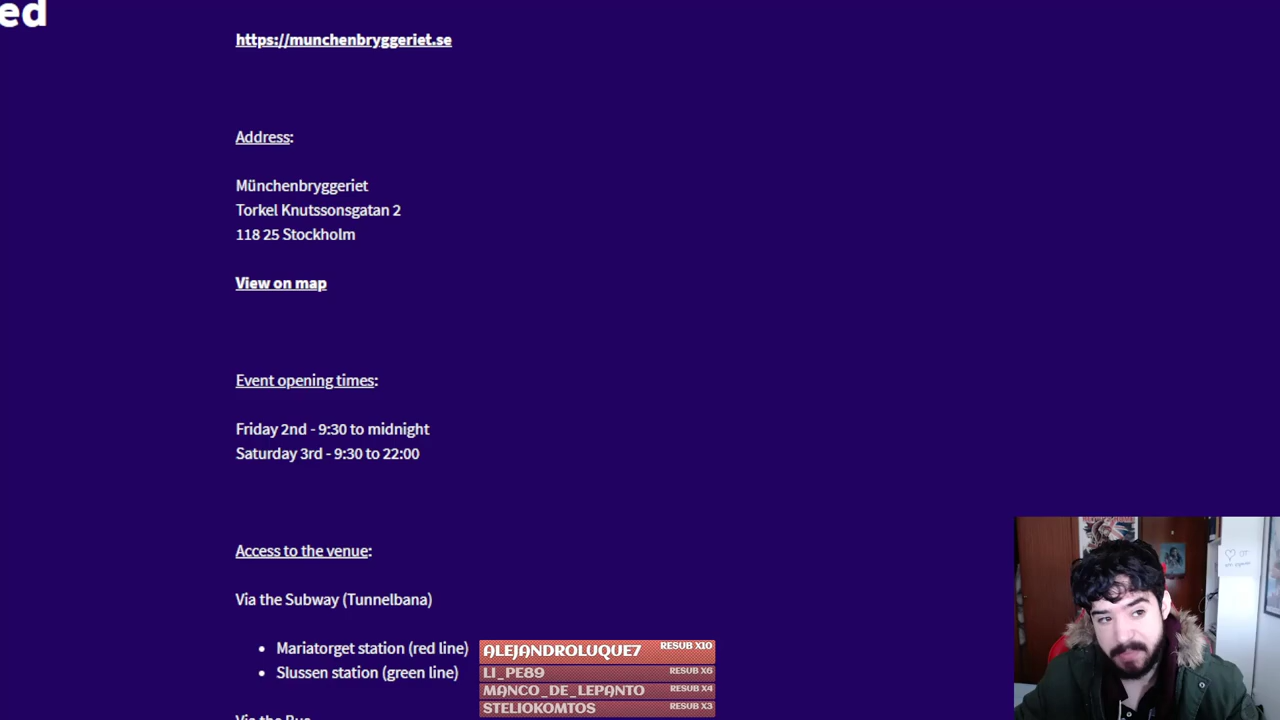 ed
https://munchenbryggeriet.se
Address:
Münchenbryggeriet
Torkel Knutssonsgatan 2
118 25 Stockholm
View on map
Event opening times:
Friday 2nd - 9:30 to midnight
Saturday 3rd - 9:30 to 22:00
Access to the venue:
Via the Subway (Tunnelbana)
• Mariatorget station (red line)
• Slussen station (green line)
ALEJANDROLUQUE7 RESUB X10
LI_PE89 RESUB X6
MANCO_DE_LEPANTO RESUB X4
STELIOKOMTOS RESUB X3
Via the Bus